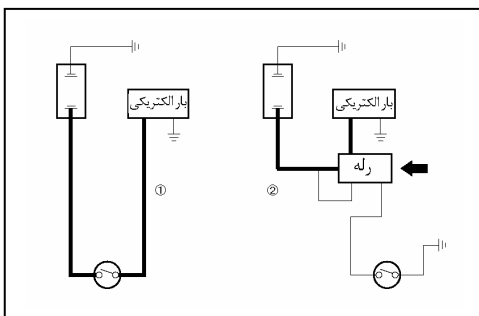 بار الکتریکی
بار الکتریکی
رله
①
②